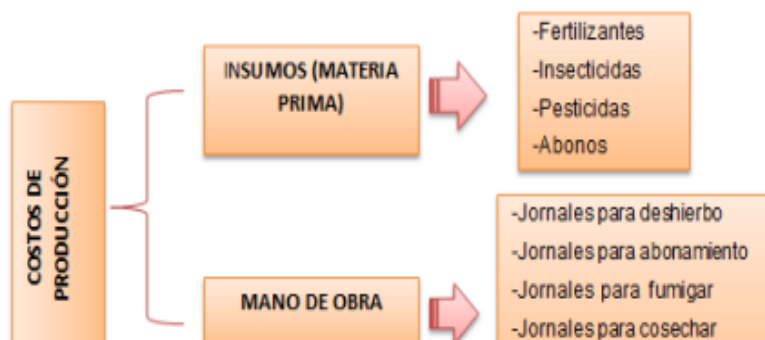 COSTOS DE
PRODUCCIÓN
INSUMOS (MATERIA
PRIMA)
-Fertilizantes
-Insecticidas
-Pesticidas
-Abonos
MANO DE OBRA
-Jornales para deshierbo
-Jornales para abonamiento
-Jornales para fumigar
-Jornales para cosechar